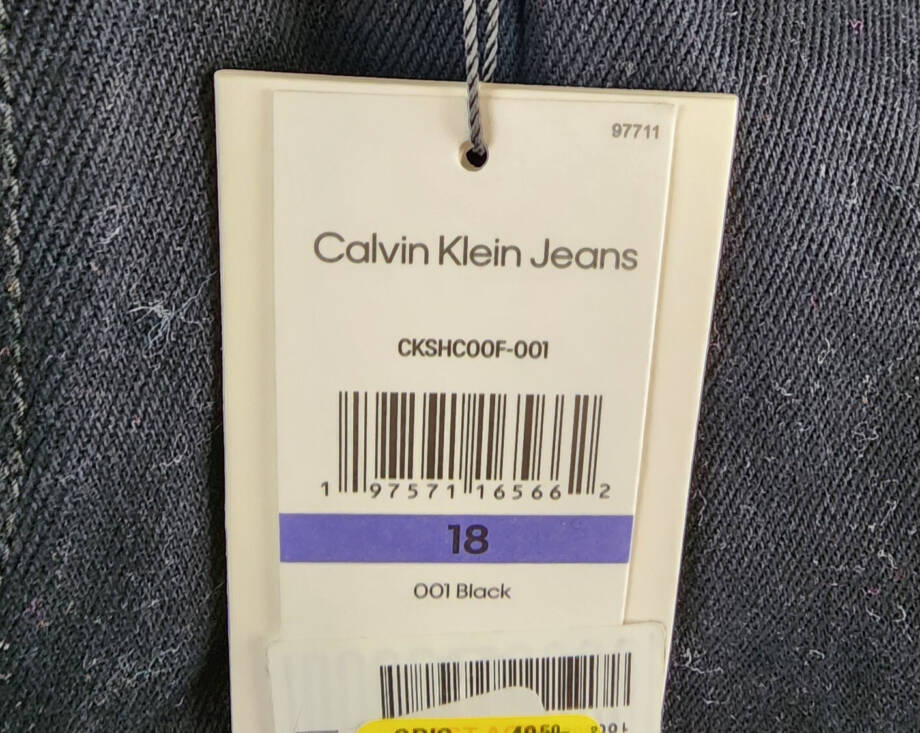 97711
Calvin Klein Jeans
CKSHC00F-001
1 97571 16566 2
18
001 Black